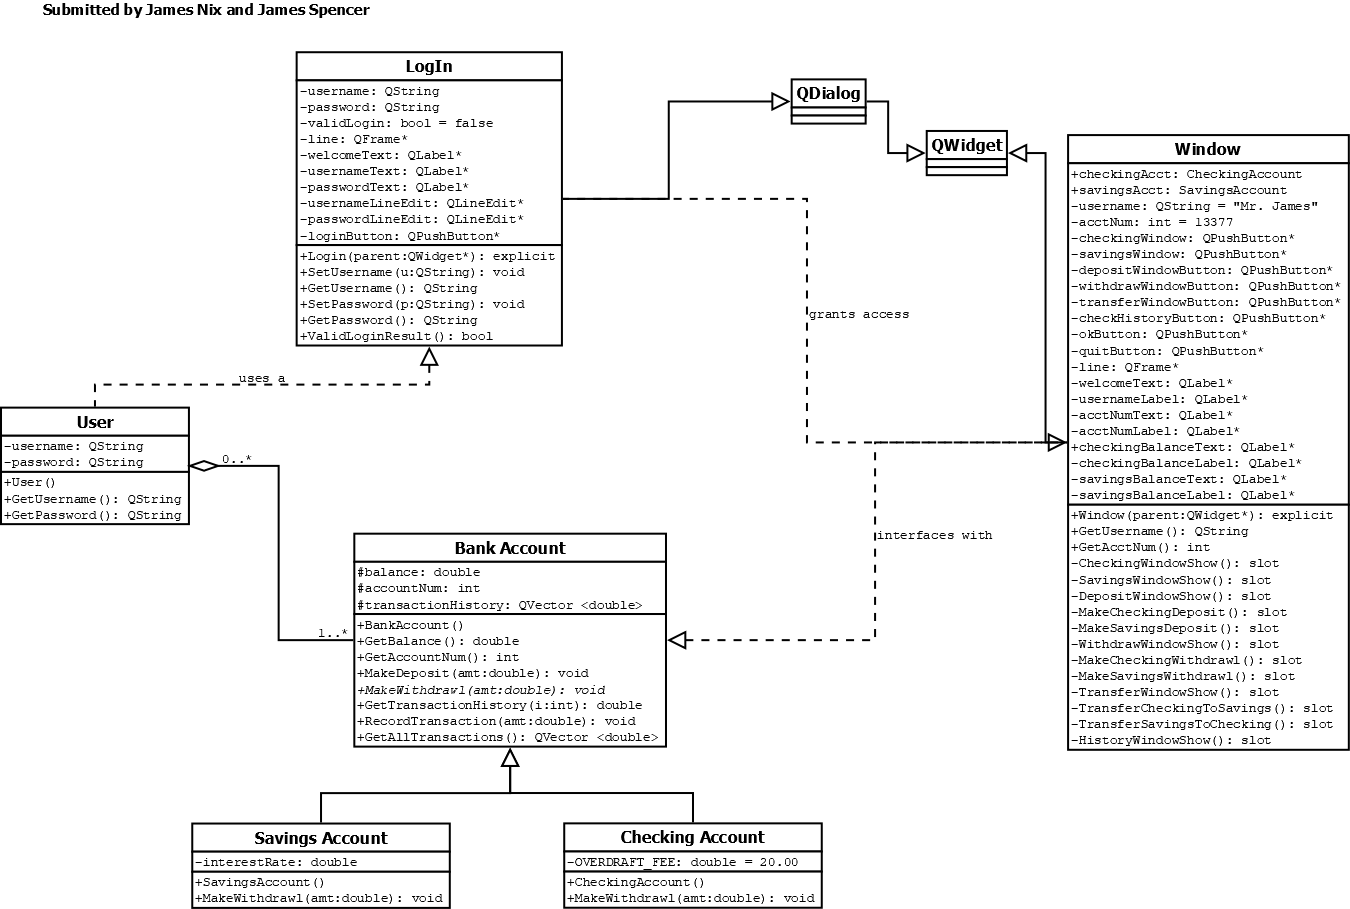 Submitted by James Nix and James Spencer
LogIn
-username: QString
-password: QString
-validLogin: bool = false
-line: QFrame*
-welcomeText: QLabel*
-usernameText: QLabel*
-passwordText: QLabel*
-usernameLineEdit: QLineEdit*
-passwordLineEdit: QLineEdit*
-loginButton: QPushButton*
+Login(parent:QWidget*): explicit
+SetUsername(u:QString): void
+GetUsername(): QString
+SetPassword(p:QString): void
+GetPassword(): QString
+ValidLoginResult(): bool
QDialog
QWidget
Window
+checkingAcct: CheckingAccount
+savingsAcct: SavingsAccount
-username: QString = "Mr. James"
-acctNum: int = 13377
-checkingWindow: QPushButton*
-savingsWindow: QPushButton*
-depositWindowButton: QPushButton*
-withdrawWindowButton: QPushButton*
-transferWindowButton: QPushButton*
-checkHistoryButton: QPushButton*
-okButton: QPushButton*
-quitButton: QPushButton*
-line: QFrame*
-welcomeText: QLabel*
-usernameLabel: QLabel*
-acctNumText: QLabel*
-acctNumLabel: QLabel*
+checkingBalanceText: QLabel*
-checkingBalanceLabel: QLabel*
-savingsBalanceText: QLabel*
-savingsBalanceLabel: QLabel*
+Window(parent:QWidget*): explicit
+GetUsername(): QString
+GetAcctNum(): int
-CheckingWindowShow(): slot
-SavingsWindowShow(): slot
-DepositWindowShow(): slot
-MakeCheckingDeposit(): slot
-MakeSavingsDeposit(): slot
-WithdrawWindowShow(): slot
-MakeCheckingWithdrawl(): slot
-MakeSavingsWithdrawl(): slot
-TransferWindowShow(): slot
-TransferCheckingToSavings(): slot
-TransferSavingsToChecking(): slot
-HistoryWindowShow(): slot
grants access
uses a
User
-username: QString
-password: QString
+User()
+GetUsername(): QString
+GetPassword(): QString
0..*
1..*
interfaces with
Bank Account
#balance: double
#accountNum: int
#transactionHistory: QVector <double>
+BankAccount()
+GetBalance(): double
+GetAccountNum(): int
+MakeDeposit(amt:double): void
+MakeWithdrawl(amt:double): void
+GetTransactionHistory(i:int): double
+RecordTransaction(amt:double): void
+GetAllTransactions(): QVector <double>
Savings Account
-interestRate: double
+SavingsAccount()
+MakeWithdrawl(amt:double): void
Checking Account
-OVERDRAFT_FEE: double = 20.00
+CheckingAccount()
+MakeWithdrawl(amt:double): void